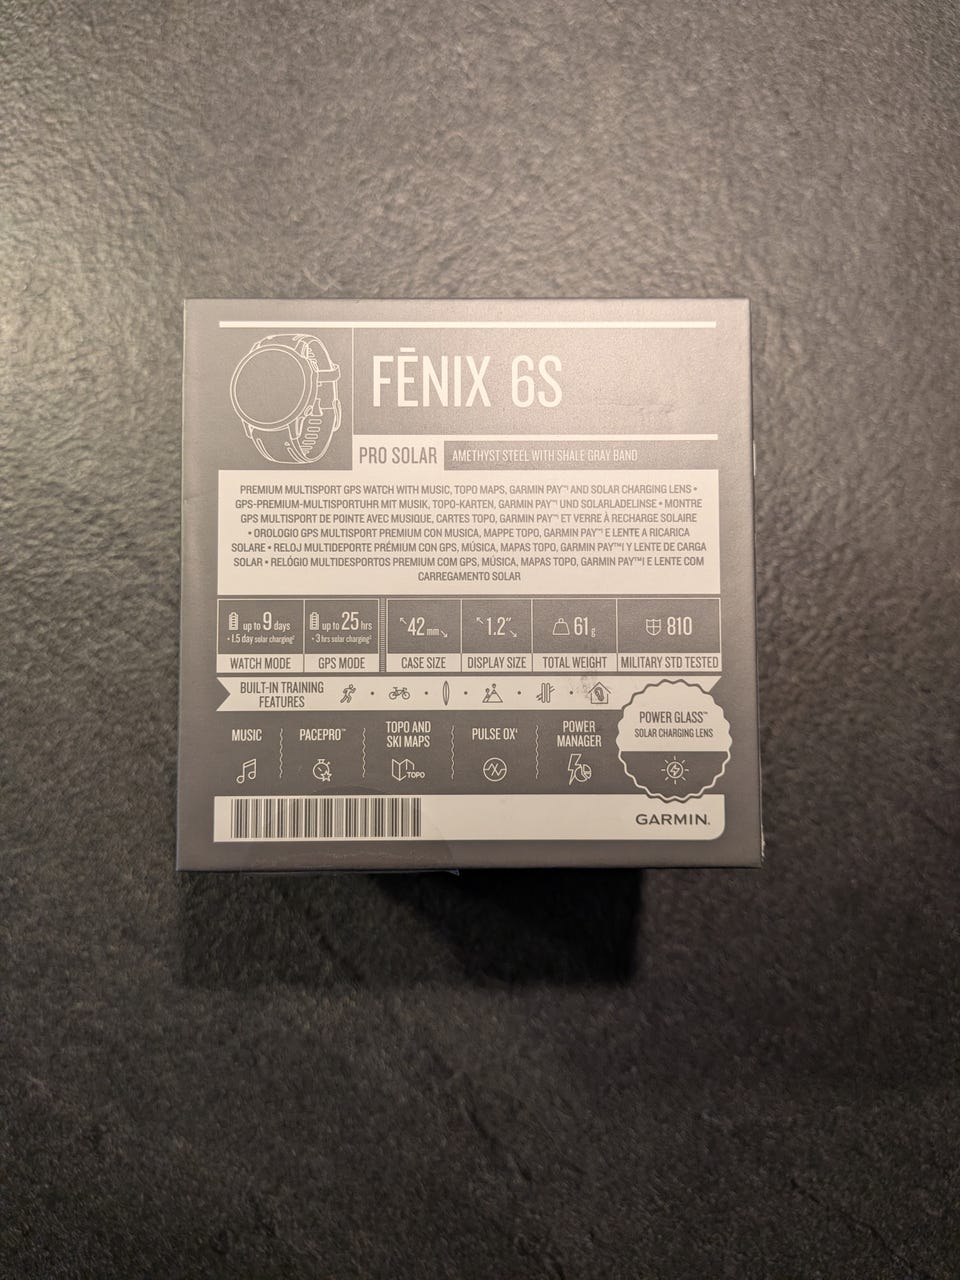 FĒNIX 6S
PRO SOLAR AMETHYST STEEL WITH SHALE GRAY BAND
PREMIUM MULTISPORT GPS WATCH WITH MUSIC, TOPO MAPS, GARMIN PAY™¹ AND SOLAR CHARGING LENS •
GPS-PREMIUM-MULTISPORTUHR MIT MUSIK, TOPO-KARTEN, GARMIN PAY™¹ UND SOLARLADELINSE • MONTRE
GPS MULTISPORT DE POINTE AVEC MUSIQUE, CARTES TOPO, GARMIN PAY™¹ ET VERRE À RECHARGE SOLAIRE
• OROLOGIO GPS MULTISPORT PREMIUM CON MUSICA, MAPPE TOPO, GARMIN PAY™¹ E LENTE A RICARICA
SOLARE • RELOJ MULTIDEPORTE PRÉMIUM CON GPS, MÚSICA, MAPAS TOPO, GARMIN PAY™¹ Y LENTE DE CARGA
SOLAR • RELÓGIO MULTIDESPORTOS PREMIUM COM GPS, MÚSICA, MAPAS TOPO, GARMIN PAY™¹ E LENTE COM
CARREGAMENTO SOLAR
up to 9 days up to 25 hrs 42 mm 1.2″ 61 g 810
+1.5 day solar charging² +3 hrs solar charging³
WATCH MODE GPS MODE CASE SIZE DISPLAY SIZE TOTAL WEIGHT MILITARY STD TESTED
BUILT-IN TRAINING
FEATURES
MUSIC PACEPRO™ TOPO AND
SKI MAPS PULSE OX⁴ POWER
MANAGER
TOPO
POWER GLASS™
SOLAR CHARGING LENS
GARMIN.